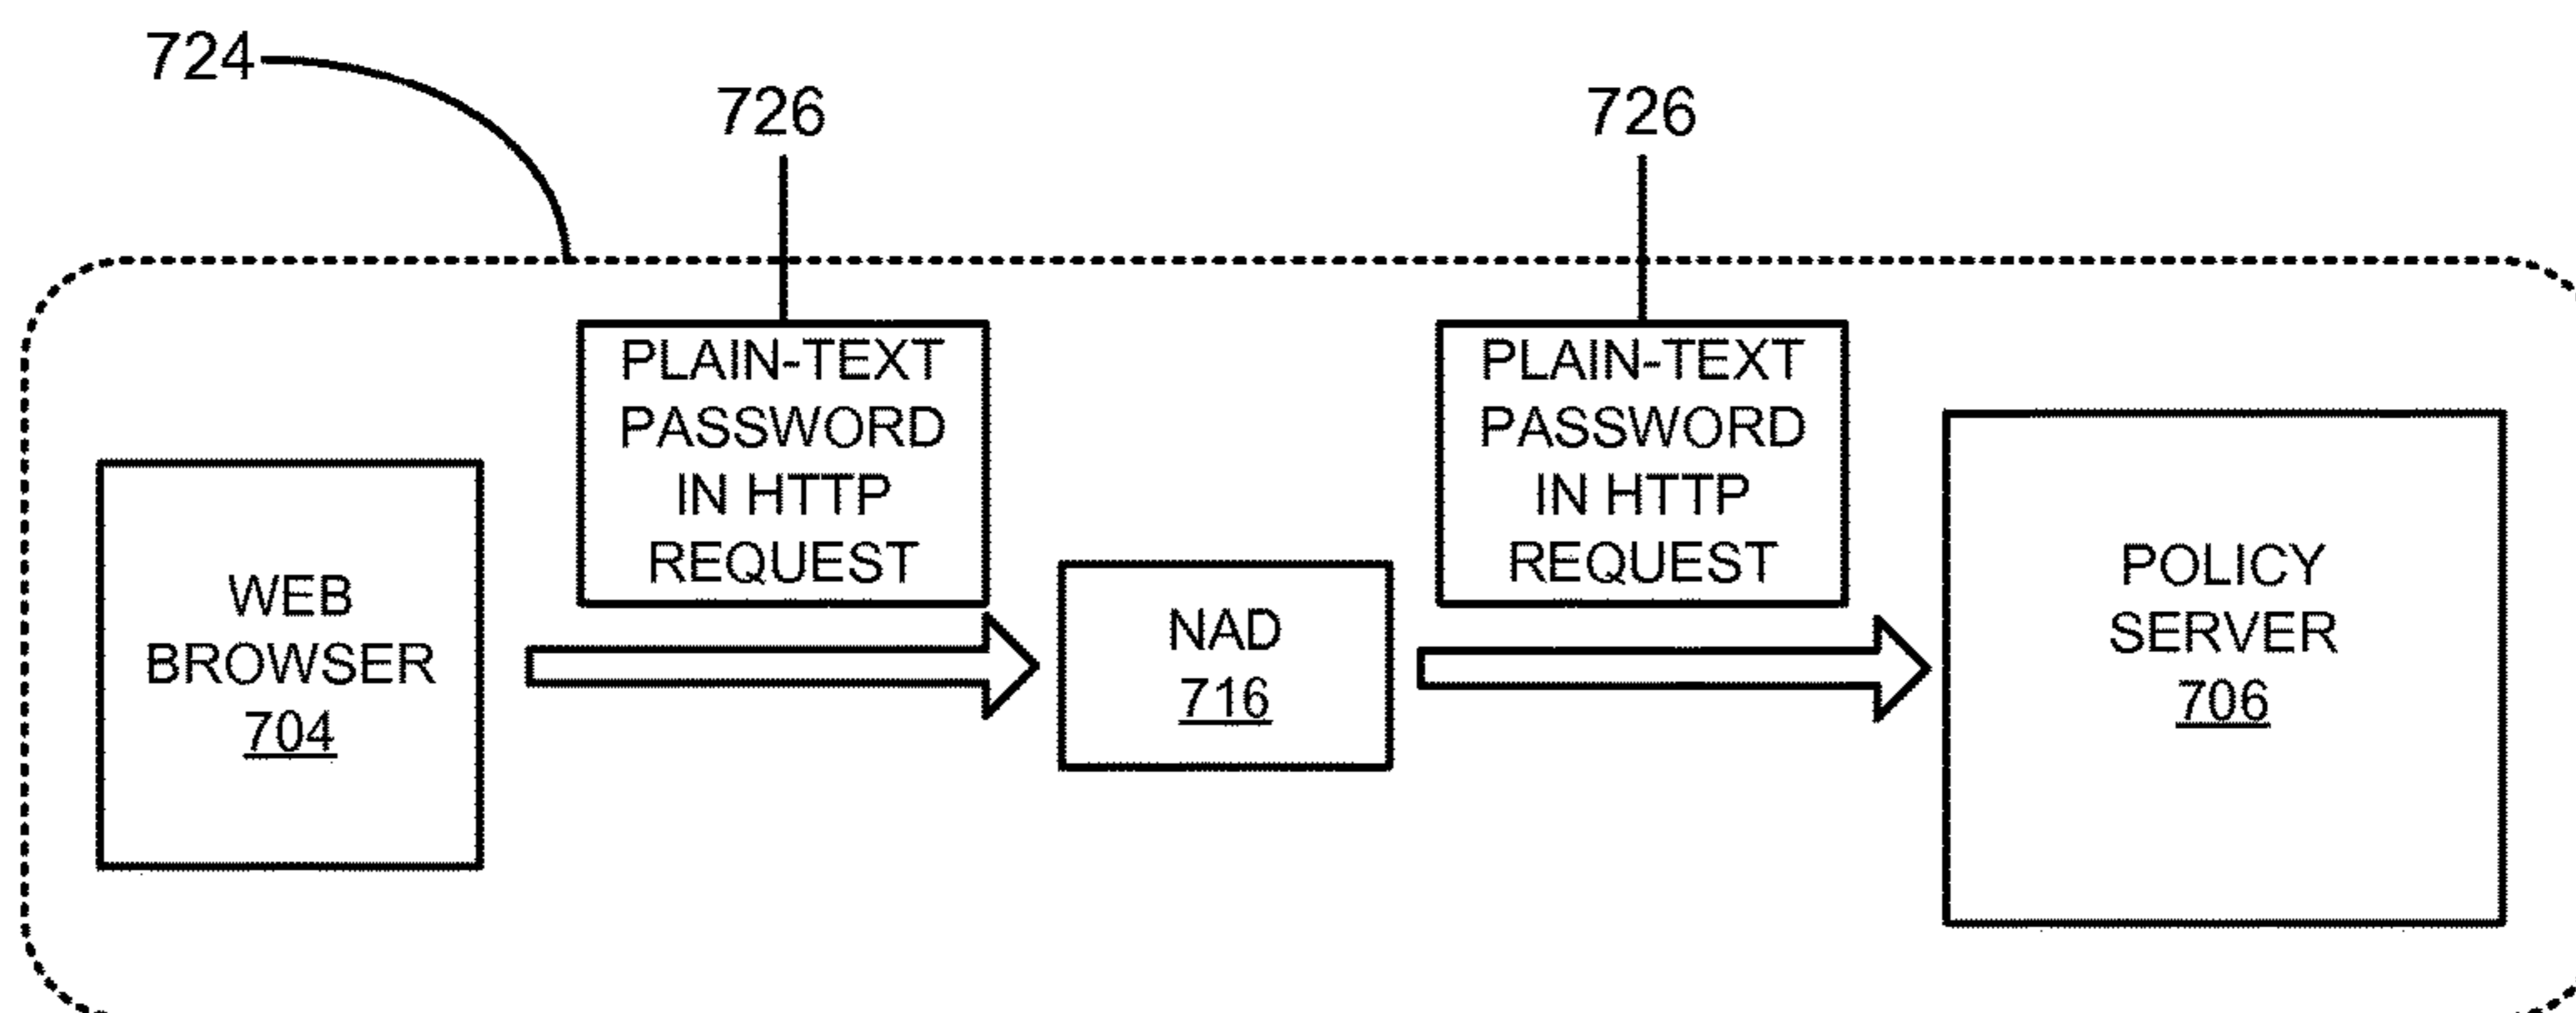 724
726
726
PLAIN-TEXT
PASSWORD
IN HTTP
REQUEST
PLAIN-TEXT
PASSWORD
IN HTTP
REQUEST
WEB
BROWSER
704
NAD
716
POLICY
SERVER
706